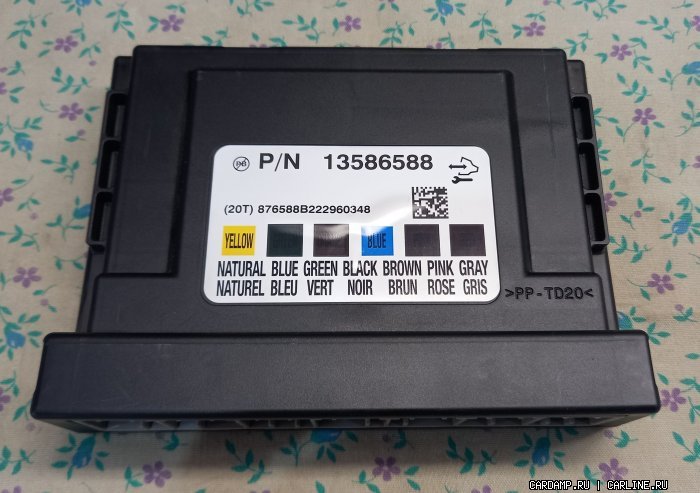 P/N 13586588
(20T) 876588B222960348
YELLOW BLUE
NATURAL BLUE GREEN BLACK BROWN PINK GRAY
NATUREL BLEU VERT NOIR BRUN ROSE GRIS
>PP-TD20<
CARDAMP.RU | CARLINE.RU